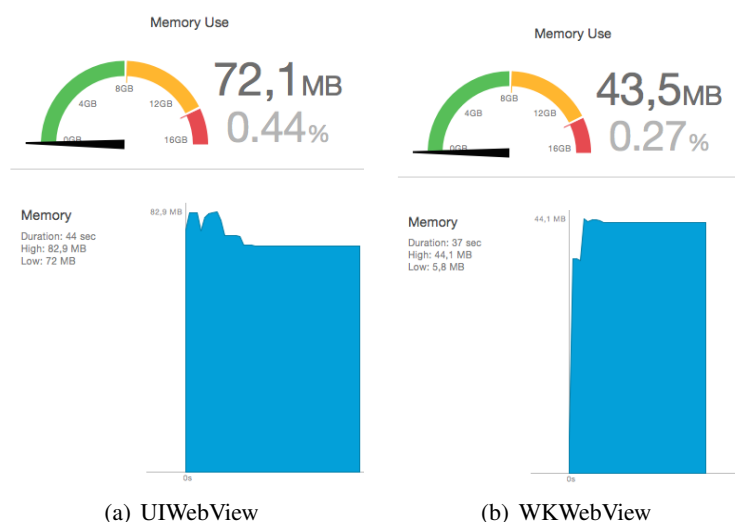 Memory Use
72,1MB
0.44%
0GB
4GB
8GB
12GB
16GB
Memory
Duration: 44 sec
High: 82,9 MB
Low: 72 MB
82,9 MB
0s
(a) UIWebView
Memory Use
43,5MB
0.27%
0GB
4GB
8GB
12GB
16GB
Memory
Duration: 37 sec
High: 44,1 MB
Low: 5,8 MB
44,1 MB
0s
(b) WKWebView